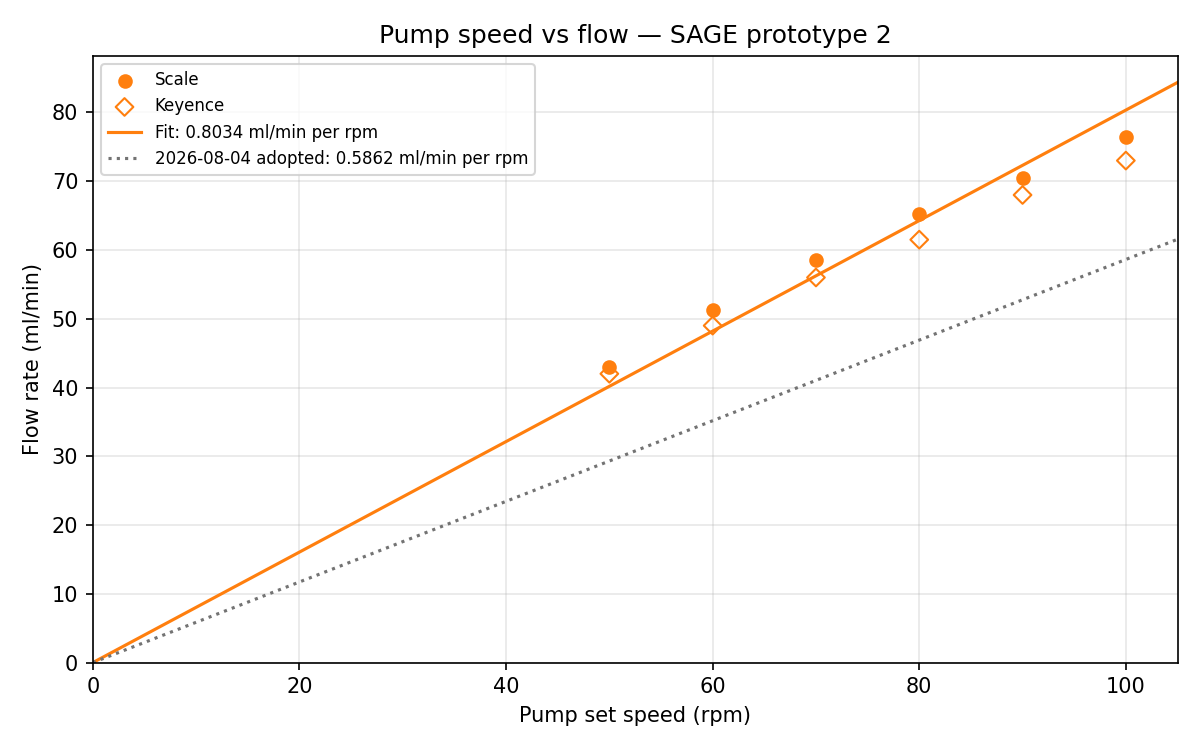 Pump speed vs flow — SAGE prototype 2
Scale
Keyence
Fit: 0.8034 ml/min per rpm
2026-08-04 adopted: 0.5862 ml/min per rpm
Flow rate (ml/min)
80
70
60
50
40
30
20
10
0
0 20 40 60 80 100
Pump set speed (rpm)